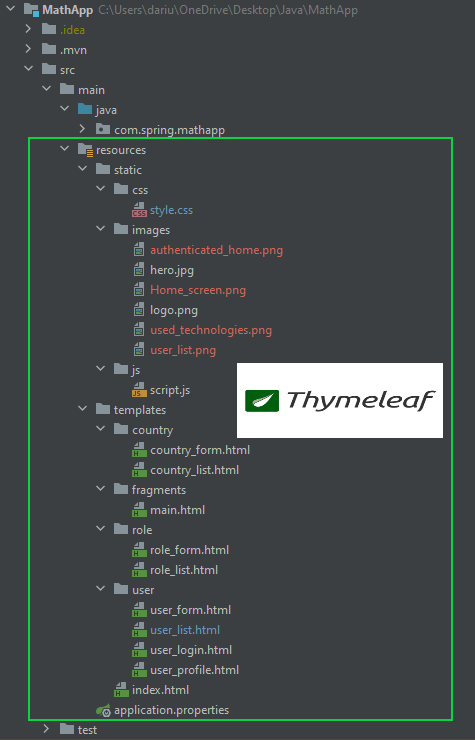 MathApp C:\Users\dariu\OneDrive\Desktop\Java\MathApp
.idea
.mvn
src
main
java
com.spring.mathapp
resources
static
css
CSS style.css
images
authenticated_home.png
hero.jpg
Home_screen.png
logo.png
used_technologies.png
user_list.png
js
JS script.js
Thymeleaf
templates
country
H country_form.html
H country_list.html
fragments
H main.html
role
H role_form.html
H role_list.html
user
H user_form.html
H user_list.html
H user_login.html
H user_profile.html
H index.html
application.properties
test